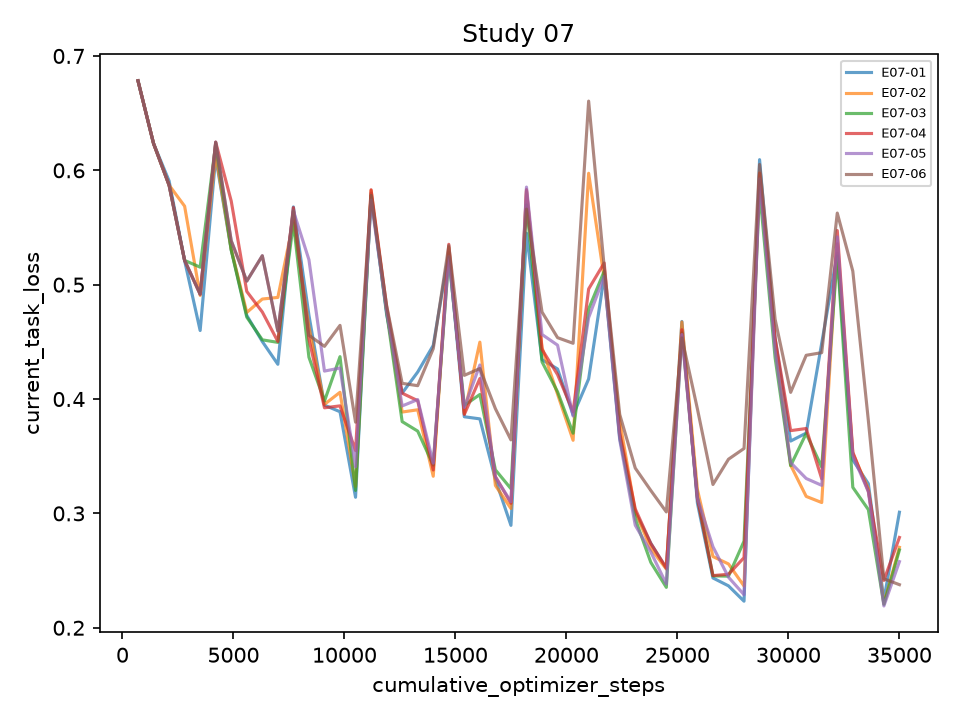 Study 07
current_task_loss
0.7
0.6
0.5
0.4
0.3
0.2
E07-01
E07-02
E07-03
E07-04
E07-05
E07-06
0 5000 10000 15000 20000 25000 30000 35000
cumulative_optimizer_steps